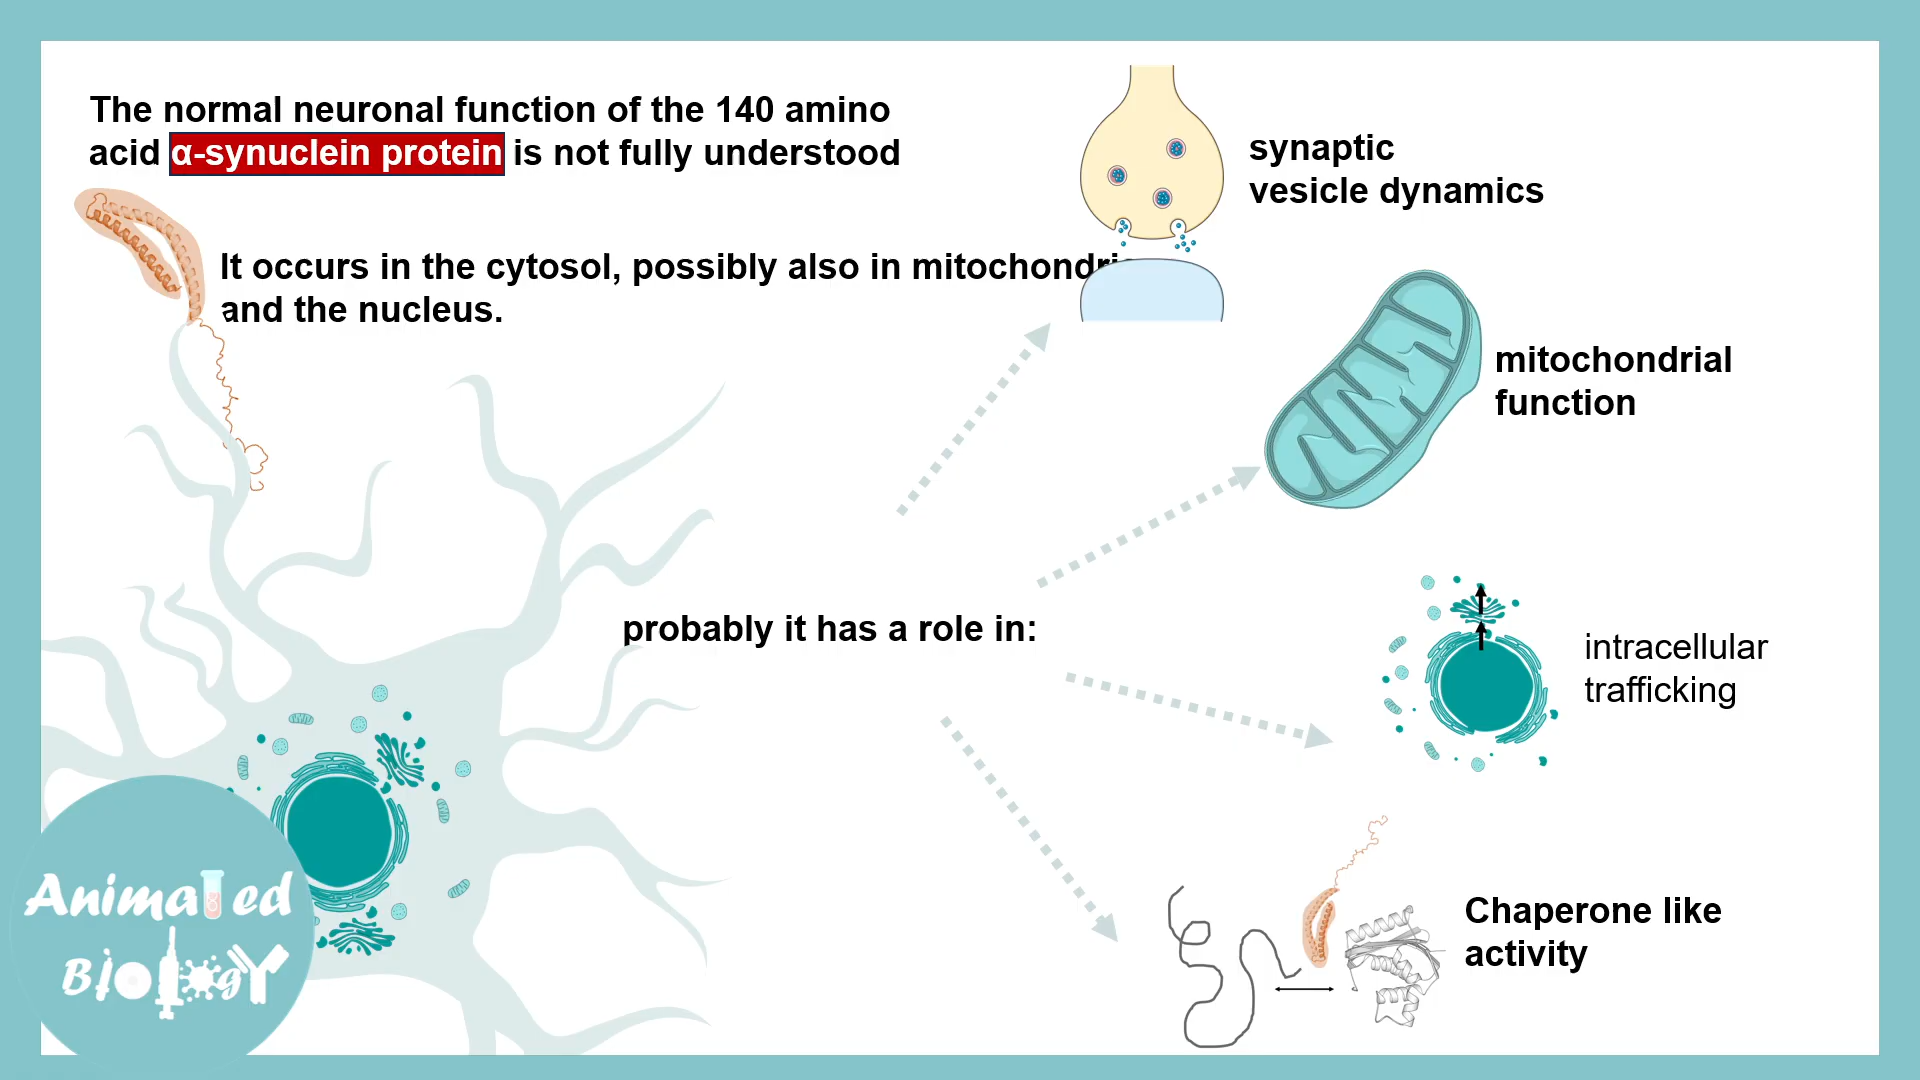 The normal neuronal function of the 140 amino
acid α-synuclein protein is not fully understood
It occurs in the cytosol, possibly also in mitochondri
and the nucleus.
synaptic
vesicle dynamics
mitochondrial
function
probably it has a role in:
intracellular
trafficking
Chaperone like
activity
Animated
Biology